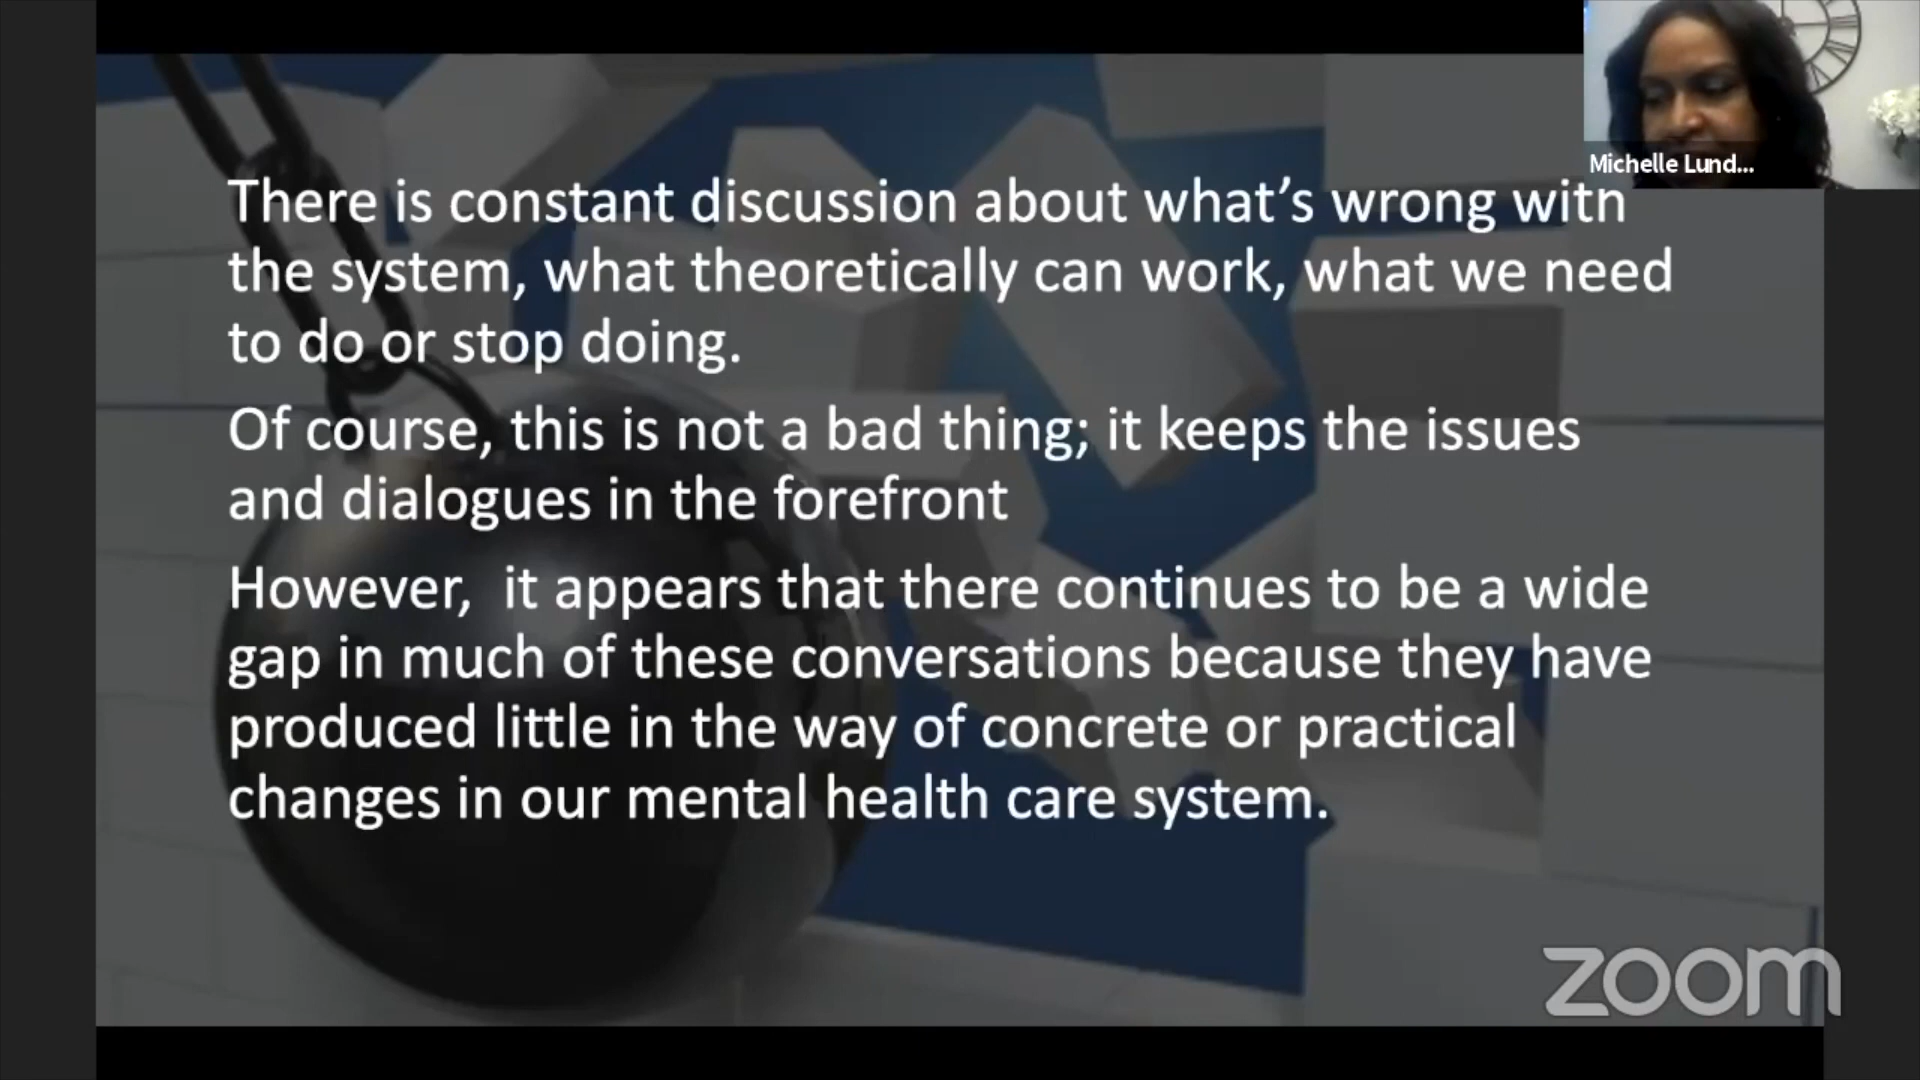 Michelle Lund...
There is constant discussion about what’s wrong with
the system, what theoretically can work, what we need
to do or stop doing.
Of course, this is not a bad thing; it keeps the issues
and dialogues in the forefront
However,  it appears that there continues to be a wide
gap in much of these conversations because they have
produced little in the way of concrete or practical
changes in our mental health care system.
zoom